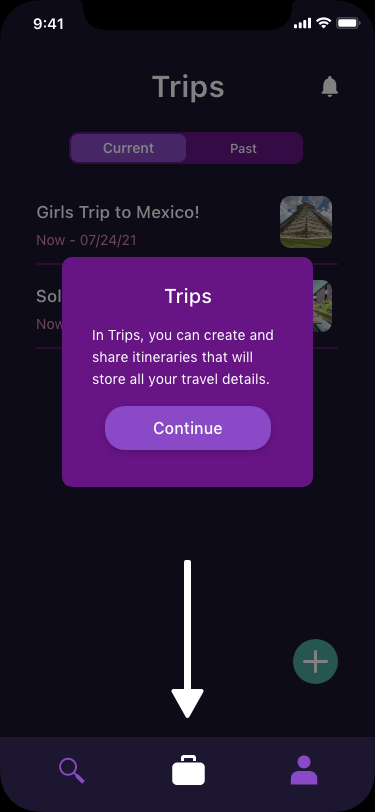 9:41
Trips
Current
Past
Girls Trip to Mexico!
Now - 07/24/21
Sol
Now
Trips
In Trips, you can create and
share itineraries that will
store all your travel details.
Continue